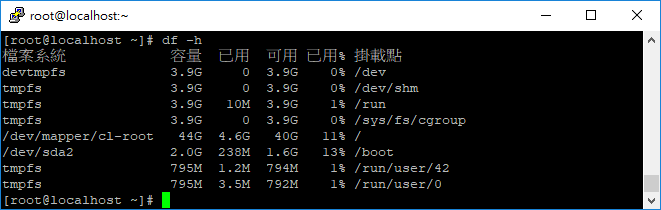 root@localhost:~
[root@localhost ~]# df -h
檔案系統 容量 已用 可用 已用% 掛載點
devtmpfs 3.9G 0 3.9G 0% /dev
tmpfs 3.9G 0 3.9G 0% /dev/shm
tmpfs 3.9G 10M 3.9G 1% /run
tmpfs 3.9G 0 3.9G 0% /sys/fs/cgroup
/dev/mapper/cl-root 44G 4.6G 40G 11% /
/dev/sda2 2.0G 238M 1.6G 13% /boot
tmpfs 795M 1.2M 794M 1% /run/user/42
tmpfs 795M 3.5M 792M 1% /run/user/0
[root@localhost ~]#